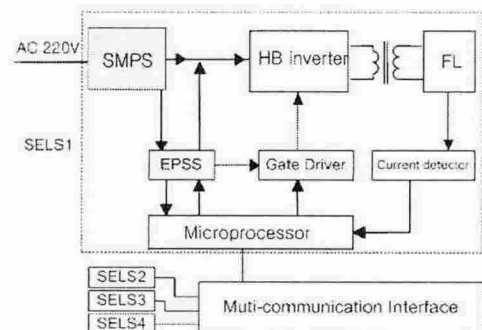 AC 220V
SMPS
HB inverter
FL
SELS1
EPSS
Gate Driver
Current detector
Microprocessor
SELS2
SELS3
SELS4
Muti-communication Interface